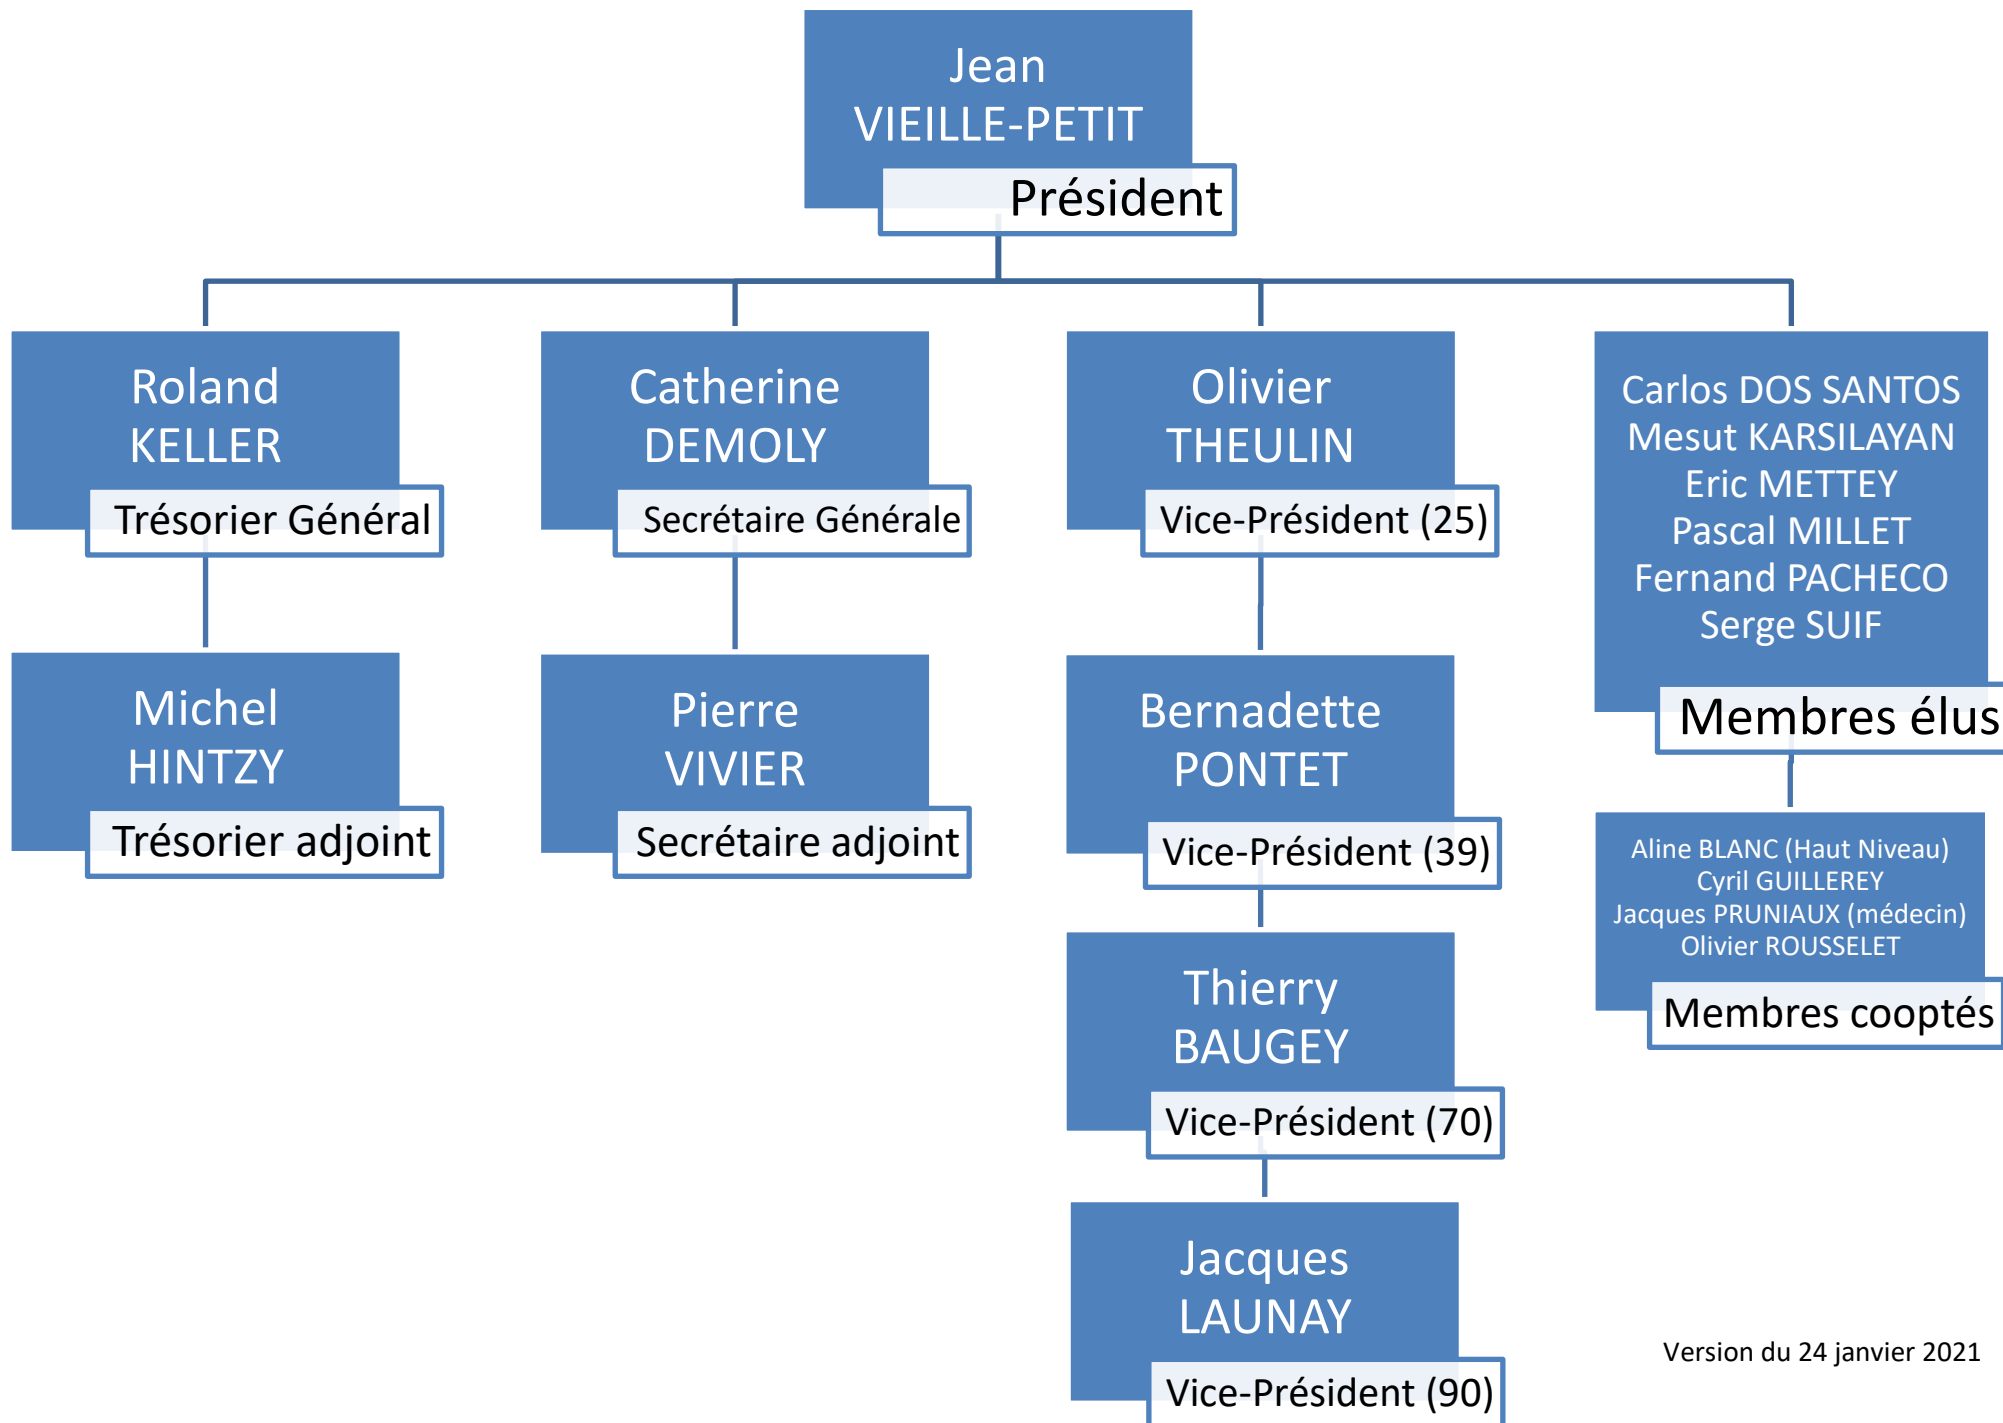 Jean
VIEILLE-PETIT
Président
Roland
KELLER
Trésorier Général
Catherine
DEMOLY
Secrétaire Générale
Olivier
THEULIN
Vice-Président (25)
Carlos DOS SANTOS
Mesut KARSILAYAN
Eric METTEY
Pascal MILLET
Fernand PACHECO
Serge SUIF
Membres élus
Michel
HINTZY
Trésorier adjoint
Pierre
VIVIER
Secrétaire adjoint
Bernadette
PONTET
Vice-Président (39)
Aline BLANC (Haut Niveau)
Cyril GUILLEREY
Jacques PRUNIAUX (médecin)
Olivier ROUSSELET
Membres cooptés
Thierry
BAUGEY
Vice-Président (70)
Jacques
LAUNAY
Vice-Président (90)
Version du 24 janvier 2021